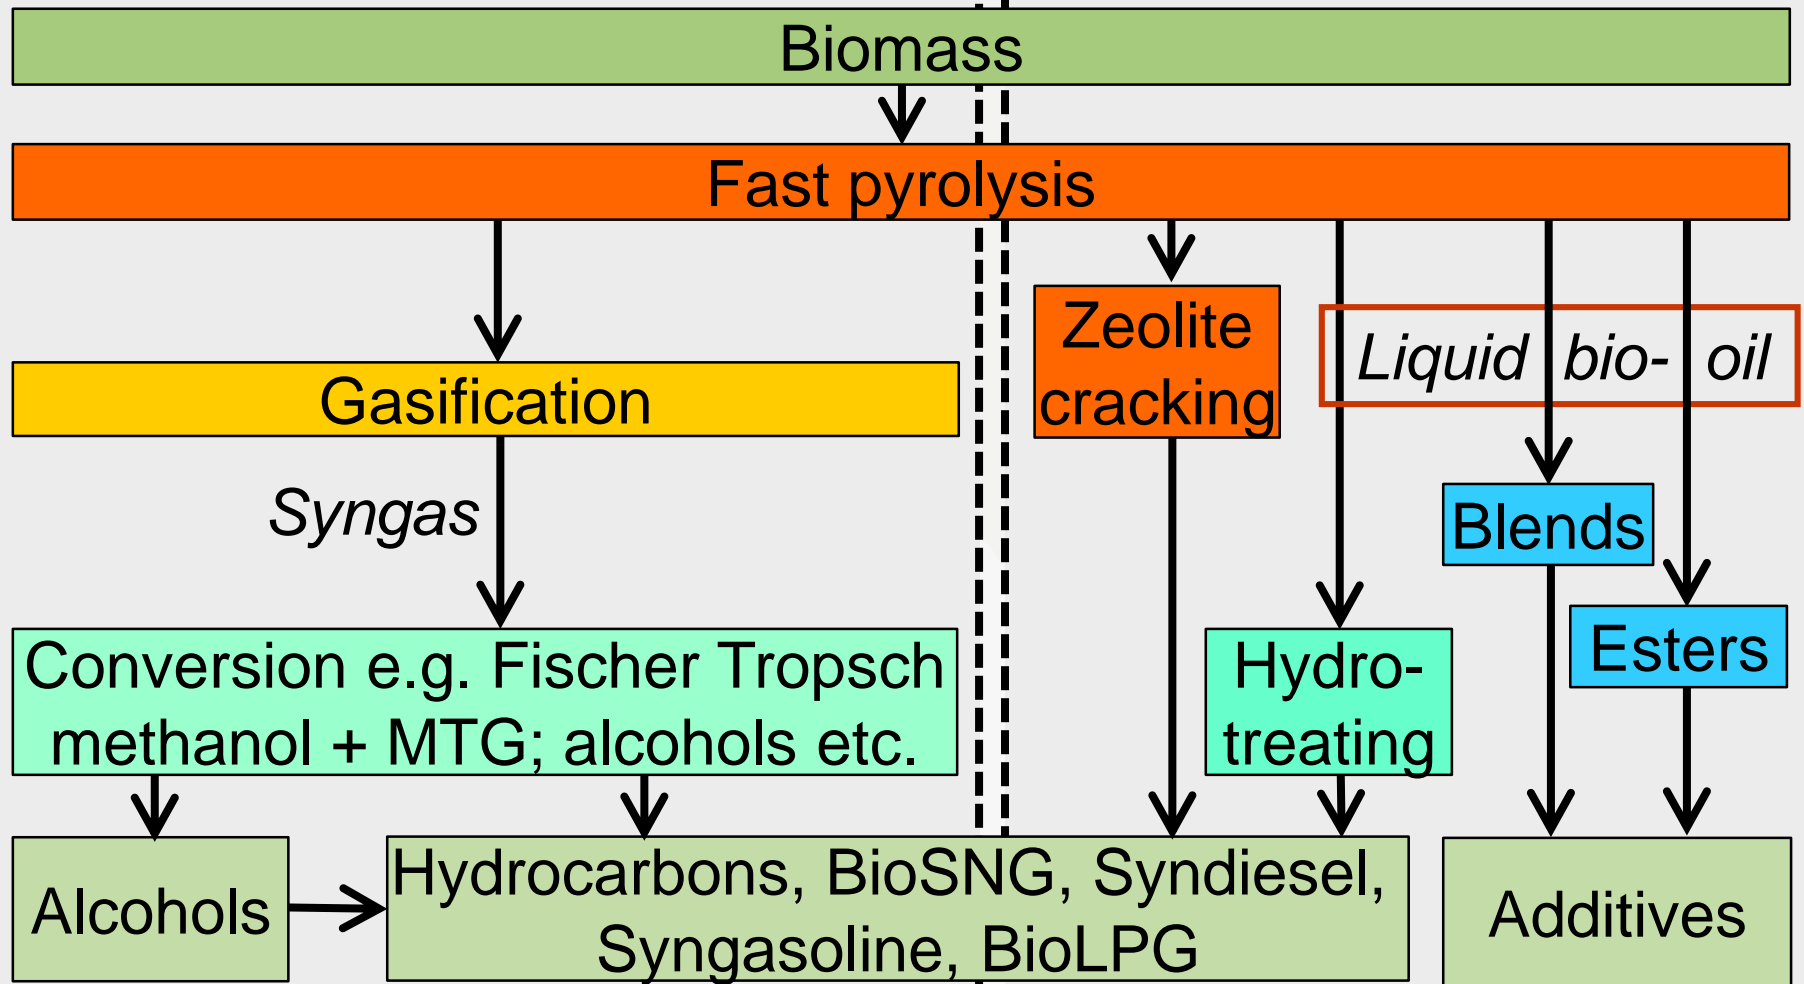 Biomass
Fast pyrolysis
Zeolite
cracking
Liquid bio- oil
Gasification
Syngas
Blends
Esters
Conversion e.g. Fischer Tropsch
methanol + MTG; alcohols etc.
Hydro-
treating
Alcohols
Hydrocarbons, BioSNG, Syndiesel,
Syngasoline, BioLPG
Additives